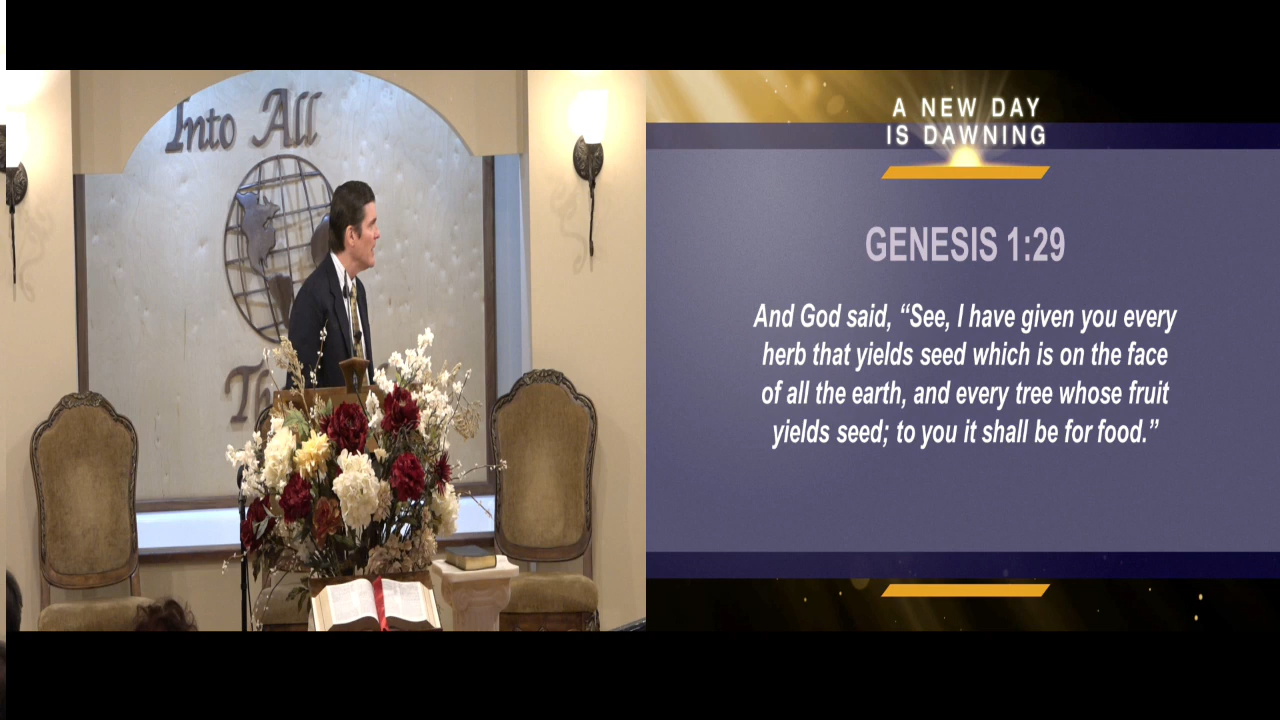 Into All
Th
A NEW DAY
IS DAWNING
GENESIS 1:29
And God said, “See, I have given you every
herb that yields seed which is on the face
of all the earth, and every tree whose fruit
yields seed; to you it shall be for food.”